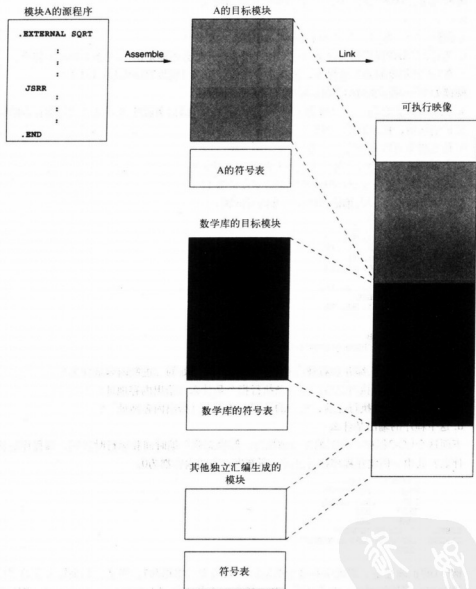 模块A的源程序
.EXTERNAL SQRT
:
:
:
JSRR
:
:
:
.END
Assemble
A的目标模块
A的符号表
Link
可执行映像
数学库的目标模块
数学库的符号表
其他独立汇编生成的
模块
符号表